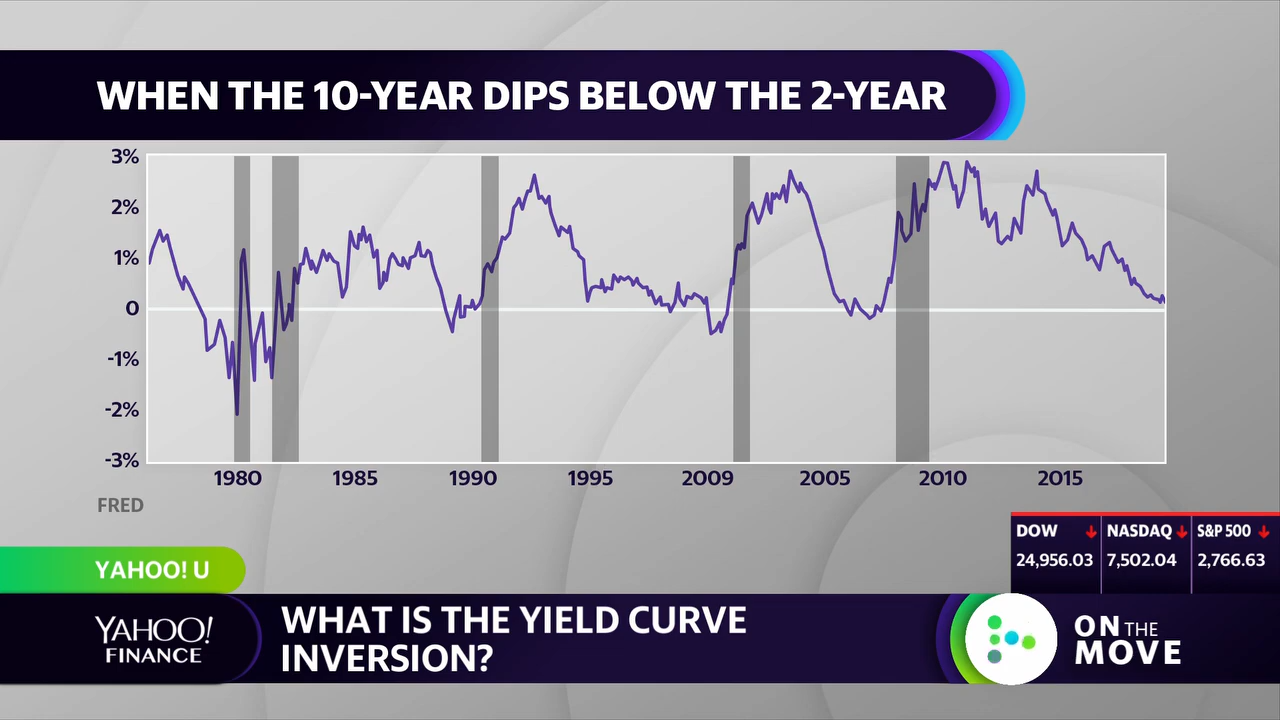 WHEN THE 10-YEAR DIPS BELOW THE 2-YEAR
3%
2%
1%
0
-1%
-2%
-3%
1980 1985 1990 1995 2009 2005 2010 2015
FRED
DOW NASDAQ S&P 500
24,956.03 7,502.04 2,766.63
YAHOO! U
YAHOO!
FINANCE
WHAT IS THE YIELD CURVE
INVERSION?
ON THE
MOVE